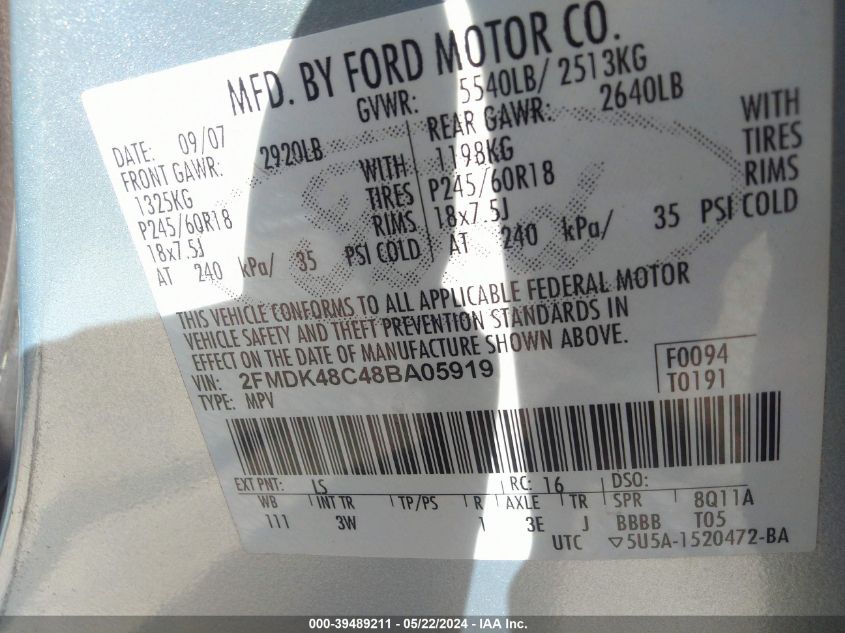 MFD. BY FORD MOTOR CO.
DATE: 09/07 GVWR: 5540LB/ 2513KG
FRONT GAWR: 2920LB REAR GAWR: 2640LB
1325KG WITH 1198KG WITH
P245/60R18 TIRES P245/60R18 TIRES
18x7.5J RIMS 18x7.5J RIMS
AT 240 kPa/ 35 PSI COLD AT 240 kPa/ 35 PSI COLD
THIS VEHICLE CONFORMS TO ALL APPLICABLE FEDERAL MOTOR
VEHICLE SAFETY AND THEFT PREVENTION STANDARDS IN
EFFECT ON THE DATE OF MANUFACTURE SHOWN ABOVE.
VIN: 2FMDK48C48BA05919 F0094
TYPE: MPV T0191
EXT PNT: LS RC: 16 DSO:
WB INT TR TP/PS R AXLE TR SPR 8Q11A
111 3W 1 3E J BBBB T05
UTC ▽5U5A-1520472-BA
000-39489211 - 05/22/2024 - IAA Inc.